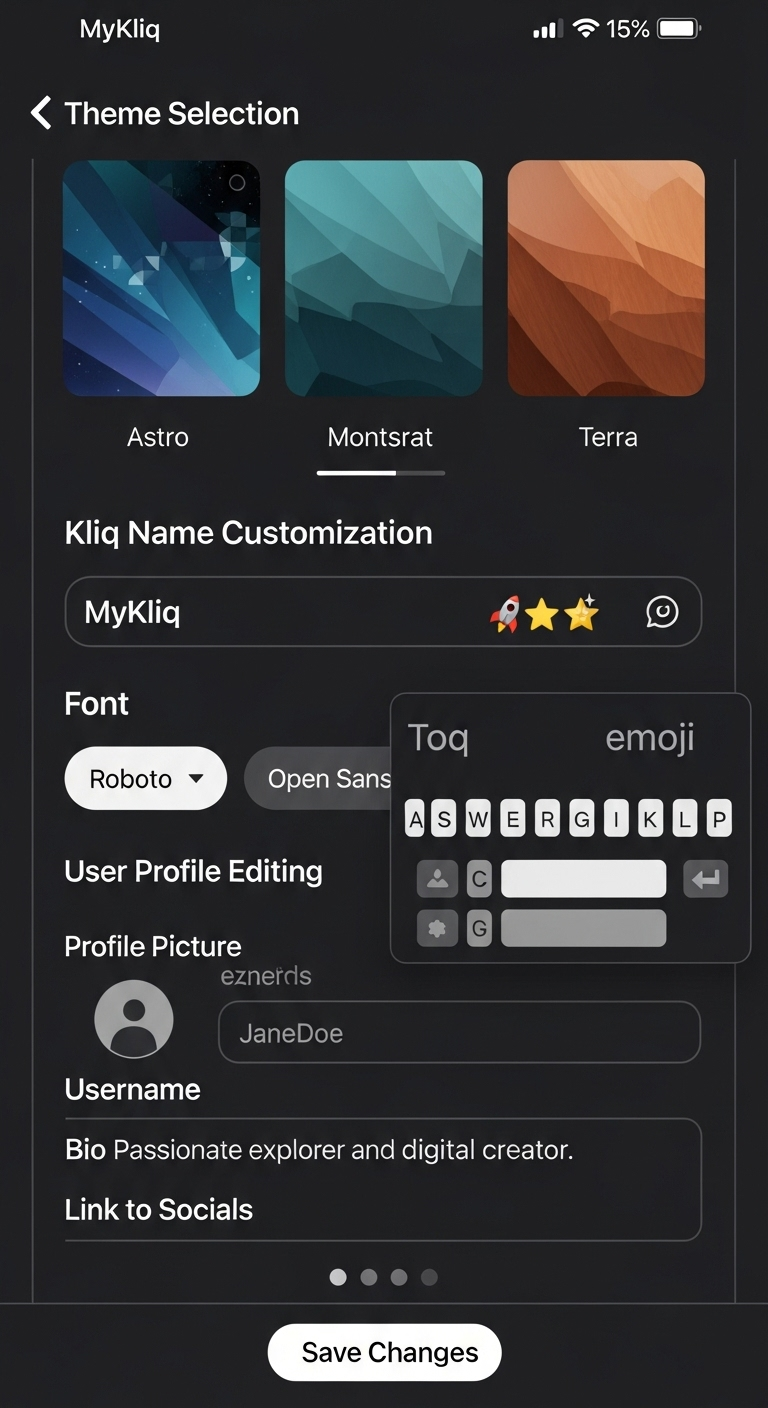 MyKliq 15%
Theme Selection
Astro Montsrat Terra
Kliq Name Customization
MyKliq 🚀⭐🌟
Font
Toq emoji
Roboto Open Sans
A S W E R G I K L P
User Profile Editing
C
G
Profile Picture
eznerds
JaneDoe
Username
Bio Passionate explorer and digital creator.
Link to Socials
Save Changes